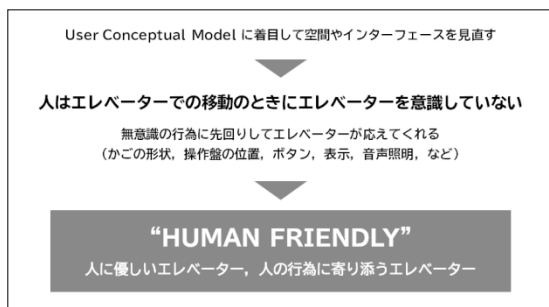 User Conceptual Model に着目して空間やインターフェースを見直す
人はエレベーターでの移動のときにエレベーターを意識していない
無意識の行為に先回りしてエレベーターが応えてくれる
（かごの形状，操作盤の位置，ボタン，表示，音声照明，など）
“HUMAN FRIENDLY”
人に優しいエレベーター，人の行為に寄り添うエレベーター